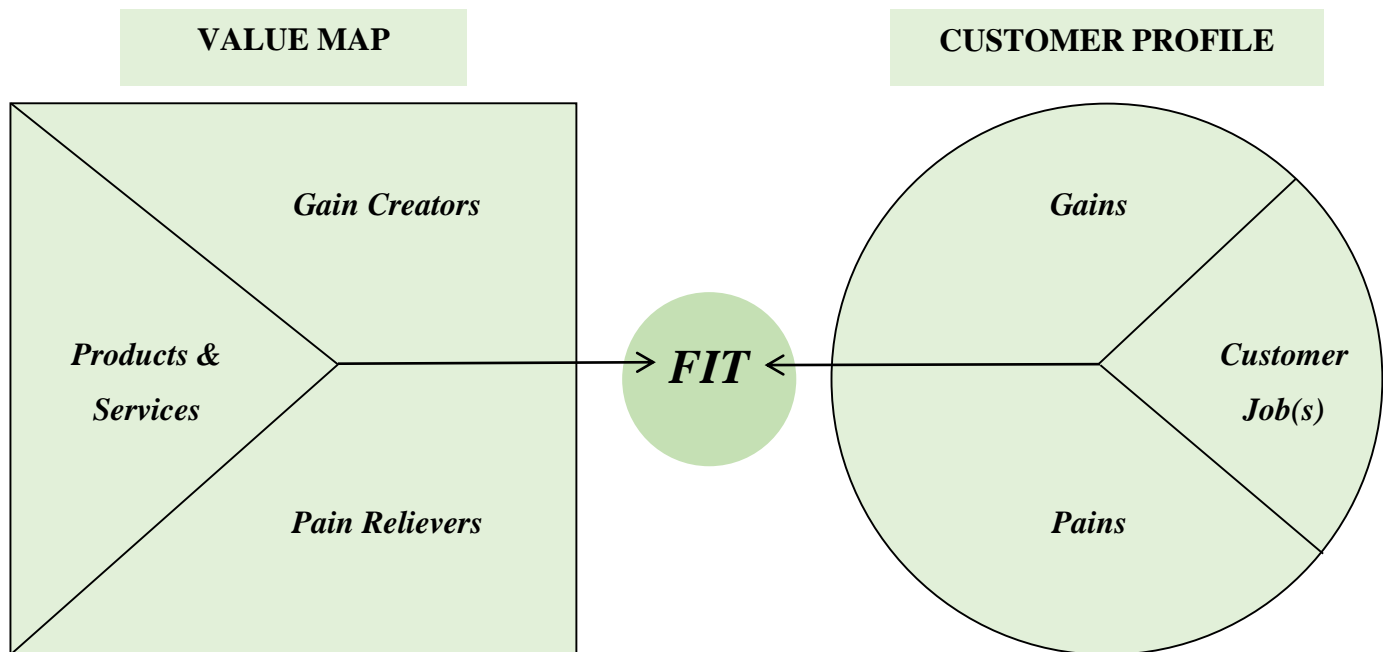 VALUE MAP
CUSTOMER PROFILE
Gain Creators
Gains
Products &
Services
FIT
Customer
Job(s)
Pain Relievers
Pains